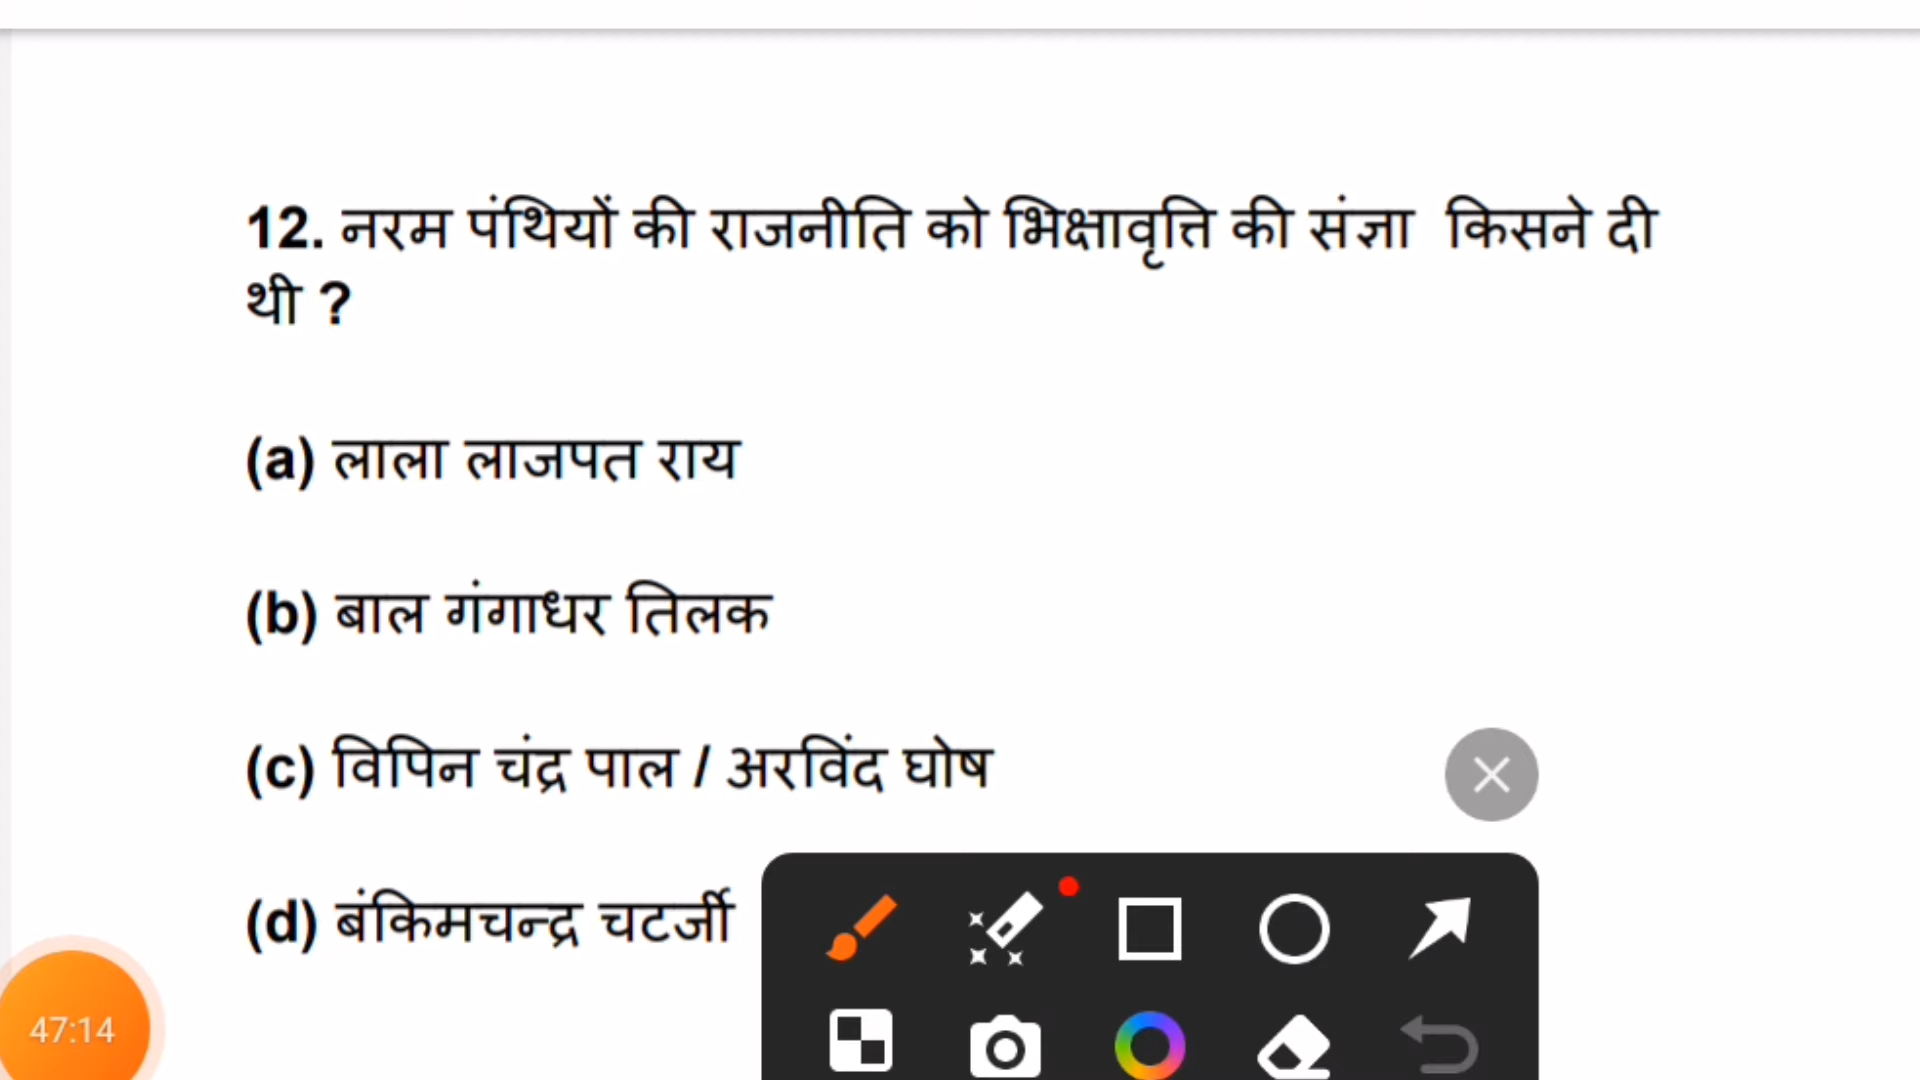 12. नरम पंथियों की राजनीति को भिक्षावृत्ति की संज्ञा किसने दी
थी ?
(a) लाला लाजपत राय
(b) बाल गंगाधर तिलक
(c) विपिन चंद्र पाल / अरविंद घोष
(d) बंकिमचन्द्र चटर्जी
47:14